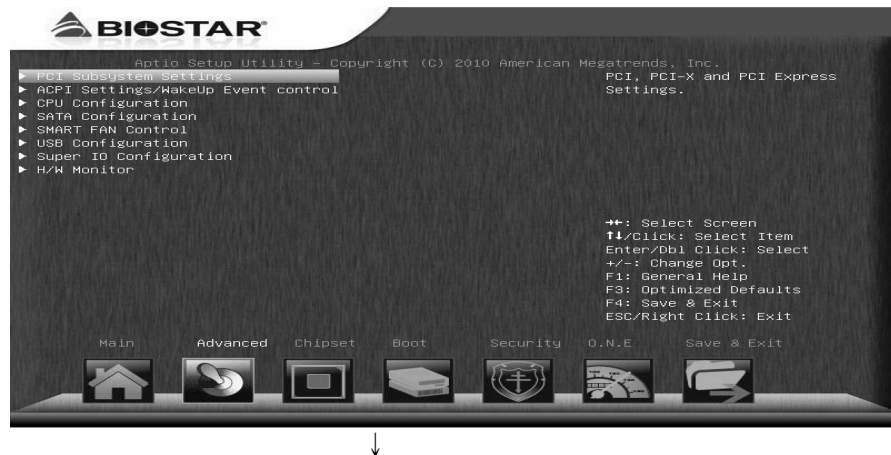 BIOSTAR
Aptio Setup Utility – Copyright (C) 2010 American Megatrends, Inc.
► PCI Subsystem Settings
► ACPI Settings/WakeUp Event control
► CPU Configuration
► SATA Configuration
► SMART FAN Control
► USB Configuration
► Super IO Configuration
► H/W Monitor
PCI, PCI-X and PCI Express
Settings.
→←: Select Screen
↑↓/Click: Select Item
Enter/Dbl Click: Select
+/-: Change Opt.
F1: General Help
F3: Optimized Defaults
F4: Save & Exit
ESC/Right Click: Exit
Main Advanced Chipset Boot Security O.N.E Save & Exit